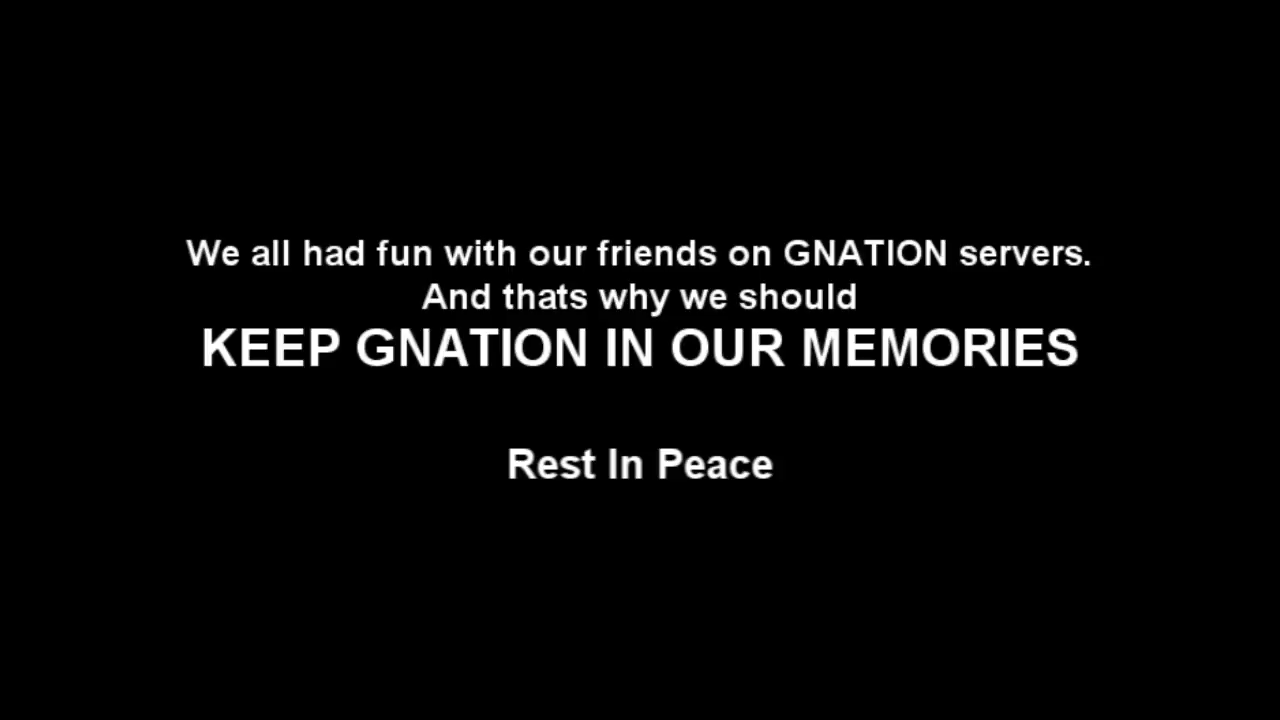 We all had fun with our friends on GNATION servers.
And thats why we should
KEEP GNATION IN OUR MEMORIES
Rest In Peace